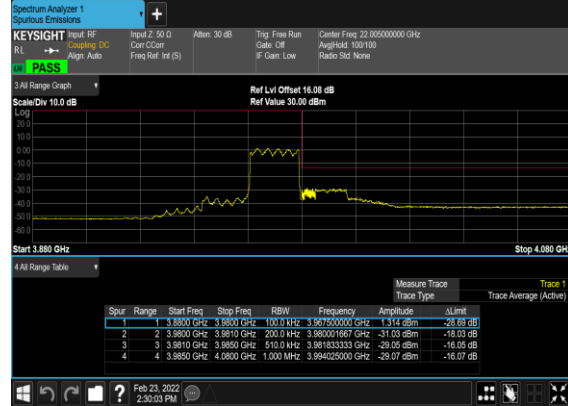 Spectrum Analyzer 1
Spurious Emissions
KEYSIGHT Input: RF Input Z: 50 Ω Atten: 30 dB Trig: Free Run Center Freq: 22.005000000 GHz
RL Coupling: DC Corr CCorr Gate: Off Avg|Hold: 100/100
Align: Auto Freq Ref: Int (S) IF Gain: Low Radio Std: None
PASS
3 All Range Graph
Ref Lvl Offset 16.08 dB
Scale/Div 10.0 dB Ref Value 30.00 dBm
Log
20.0
10.0
0.00
-10.0
-20.0
-30.0
-40.0
-50.0
-60.0
Start 3.880 GHz Stop 4.080 GH
4 All Range Table
Measure Trace Trace 1
Trace Type Trace Average (Active)
Spur Range Start Freq Stop Freq RBW Frequency Amplitude ΔLimit
1 1 3.8800 GHz 3.9800 GHz 100.0 kHz 3.967500000 GHz 1.314 dBm -28.69 dB
2 2 3.9800 GHz 3.9810 GHz 200.0 kHz 3.980001667 GHz -31.03 dBm -18.03 dB
3 3 3.9810 GHz 3.9850 GHz 510.0 kHz 3.981833333 GHz -29.05 dBm -16.05 dB
4 4 3.9850 GHz 4.0800 GHz 1.000 MHz 3.994025000 GHz -29.07 dBm -16.07 dB
Feb 23, 2022
2:30:03 PM